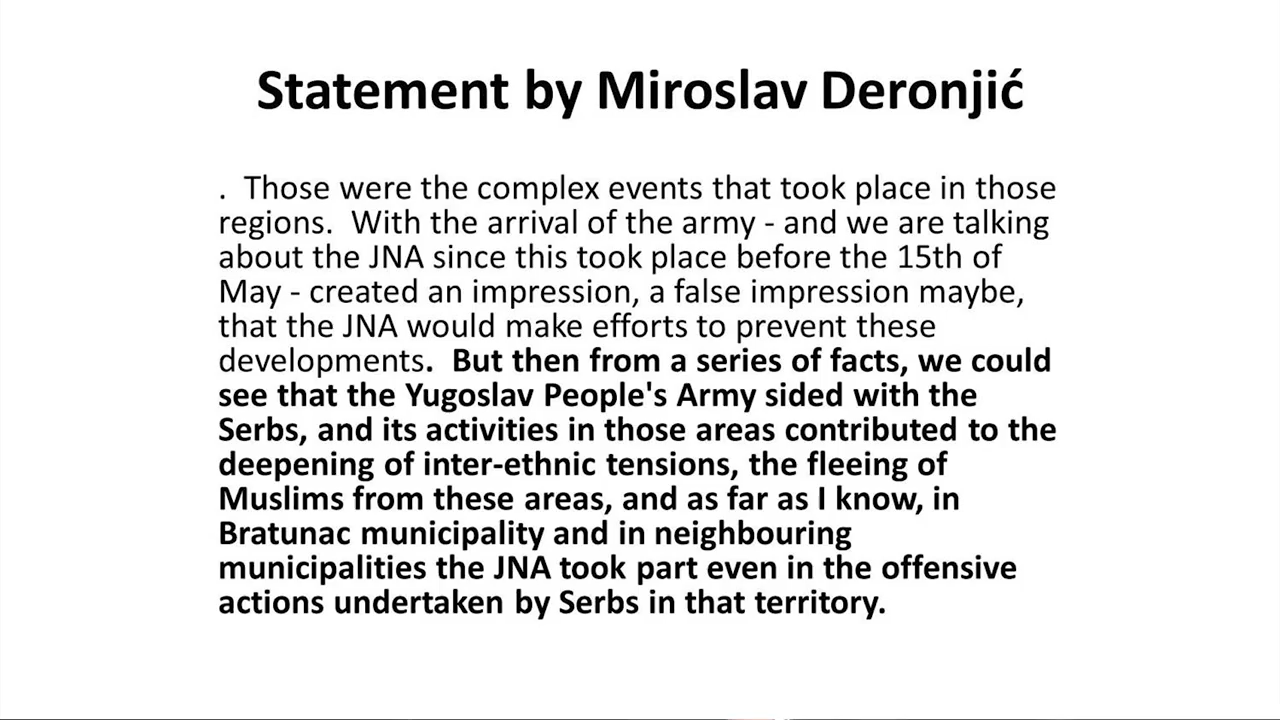 Statement by Miroslav Deronjić
.  Those were the complex events that took place in those
regions.  With the arrival of the army - and we are talking
about the JNA since this took place before the 15th of
May - created an impression, a false impression maybe,
that the JNA would make efforts to prevent these
developments.  But then from a series of facts, we could
see that the Yugoslav People's Army sided with the
Serbs, and its activities in those areas contributed to the
deepening of inter-ethnic tensions, the fleeing of
Muslims from these areas, and as far as I know, in
Bratunac municipality and in neighbouring
municipalities the JNA took part even in the offensive
actions undertaken by Serbs in that territory.